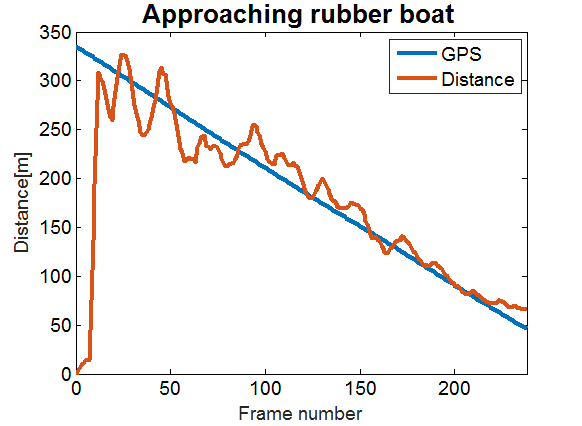 Approaching rubber boat
350
300
250
200
150
100
50
0
Distance[m]
GPS
Distance
0 50 100 150 200
Frame number